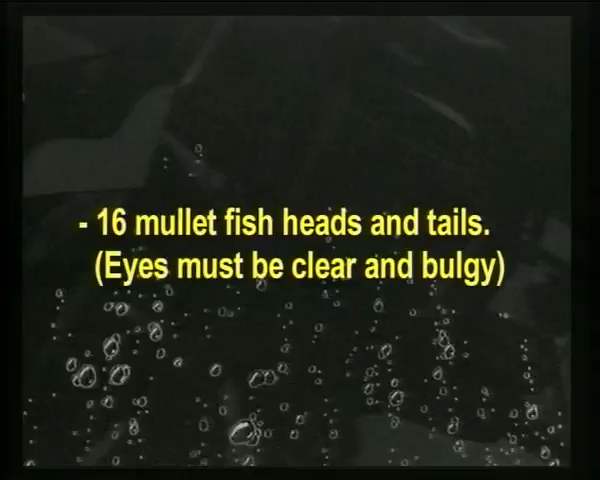 - 16 mullet fish heads and tails.
(Eyes must be clear and bulgy)